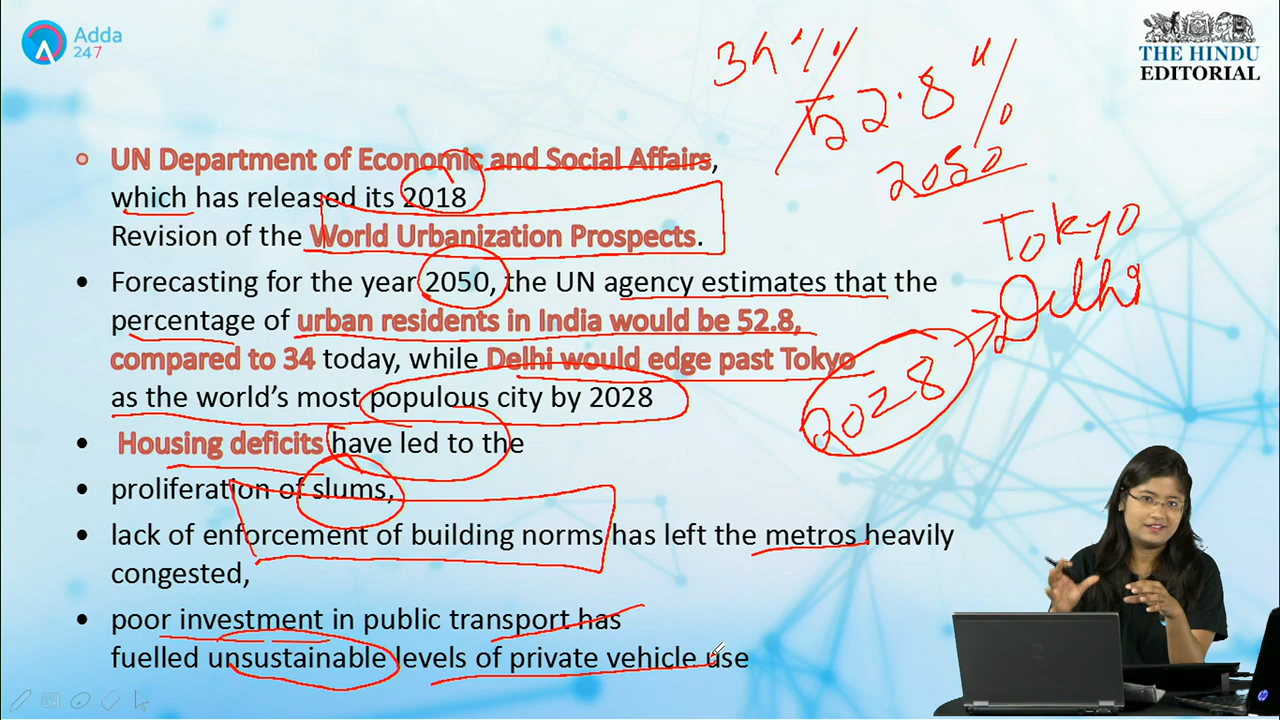 Adda
247
THE HINDU
EDITORIAL
34%
52.8%
2050
Tokyo
Delhi
2028
UN Department of Economic and Social Affairs,
which has released its 2018
Revision of the World Urbanization Prospects.
Forecasting for the year 2050, the UN agency estimates that the
percentage of urban residents in India would be 52.8,
compared to 34 today, while Delhi would edge past Tokyo
as the world's most populous city by 2028
Housing deficits have led to the
proliferation of slums,
lack of enforcement of building norms has left the metros heavily
congested,
poor investment in public transport has
fuelled unsustainable levels of private vehicle use